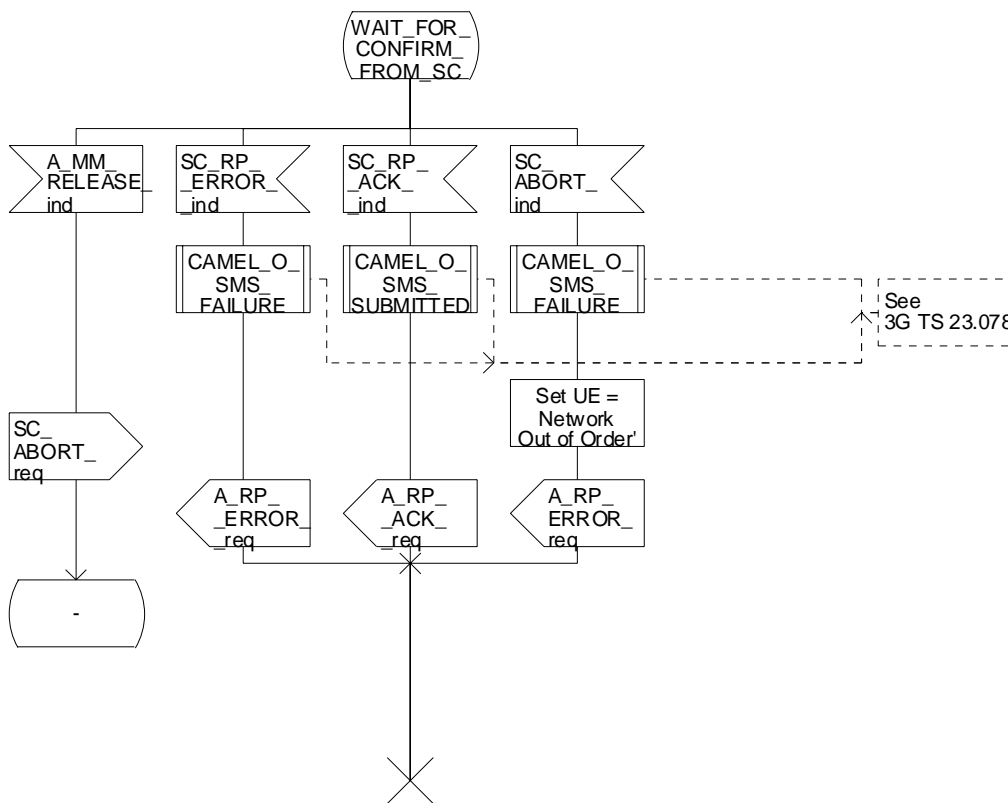 WAIT_FOR_
CONFIRM_
FROM_SC
A_MM_
RELEASE_
ind
SC_RP_
_ERROR_
_ind
SC_RP_
_ACK_
_ind
SC_
ABORT_
ind
CAMEL_O_
SMS_
FAILURE
CAMEL_O_
SMS_
SUBMITTED
CAMEL_O_
SMS_
FAILURE
See
3G TS 23.078
Set UE =
Network
Out of Order'
SC_
ABORT_
req
A_RP_
_ERROR_
_req
A_RP_
_ACK_
_req
A_RP_
ERROR_
req
-